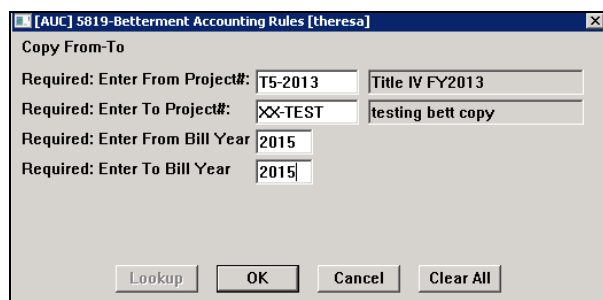 [AUC] 5819-Betterment Accounting Rules [theresa]
Copy From-To
Required: Enter From Project#: T5-2013 Title IV FY2013
Required: Enter To Project#: XX-TEST testing bett copy
Required: Enter From Bill Year 2015
Required: Enter To Bill Year 2015
Lookup OK Cancel Clear All